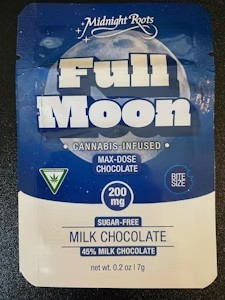 Midnight Roots
Full
Moon
• CANNABIS-INFUSED •
MAX-DOSE
CHOCOLATE
200
mg
BITE
SIZE
SUGAR-FREE
MILK CHOCOLATE
45% MILK CHOCOLATE
net wt. 0.2 oz | 7g